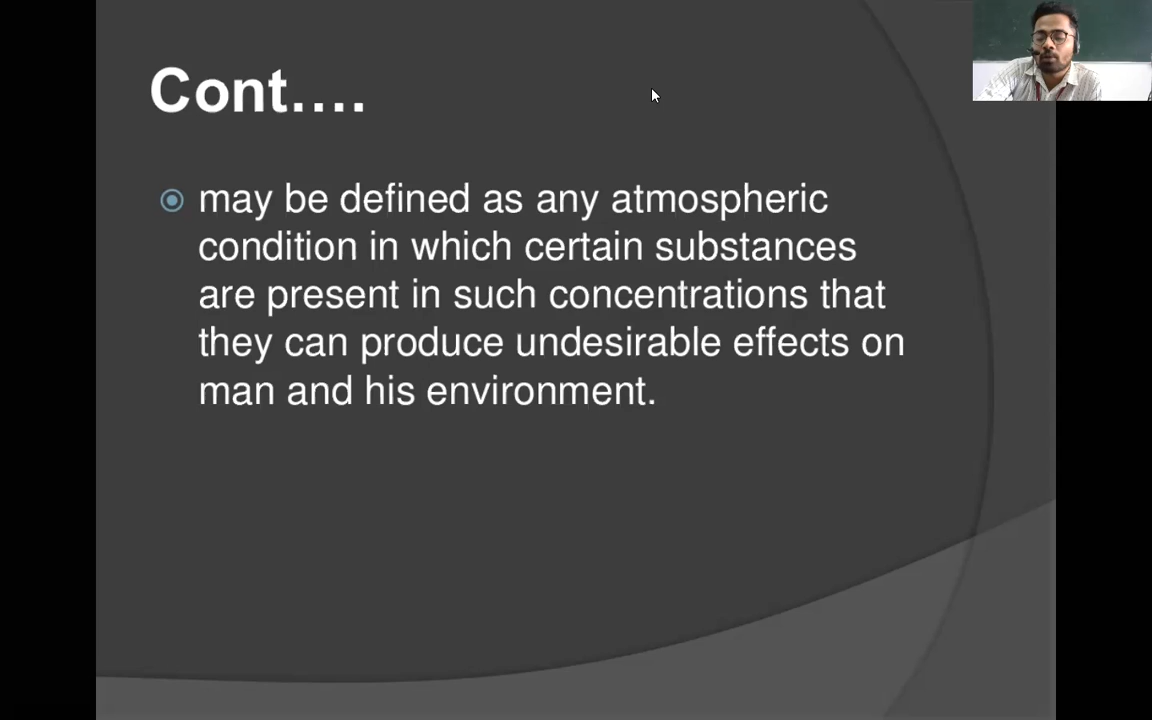 Cont....
may be defined as any atmospheric
condition in which certain substances
are present in such concentrations that
they can produce undesirable effects on
man and his environment.